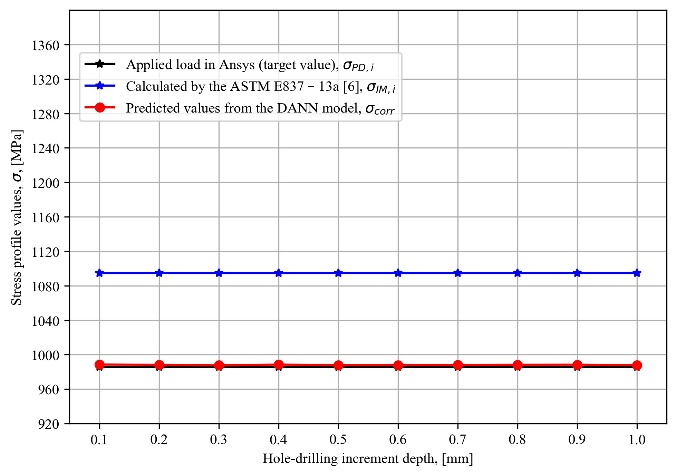 1360
1320
1280
1240
1200
1160
1120
1080
1040
1000
960
920
Stress profile values, σ, [MPa]
Applied load in Ansys (target value), σPD, i
Calculated by the ASTM E837 − 13a [6], σIM, i
Predicted values from the DANN model, σcorr
0.1 0.2 0.3 0.4 0.5 0.6 0.7 0.8 0.9 1.0
Hole-drilling increment depth, [mm]